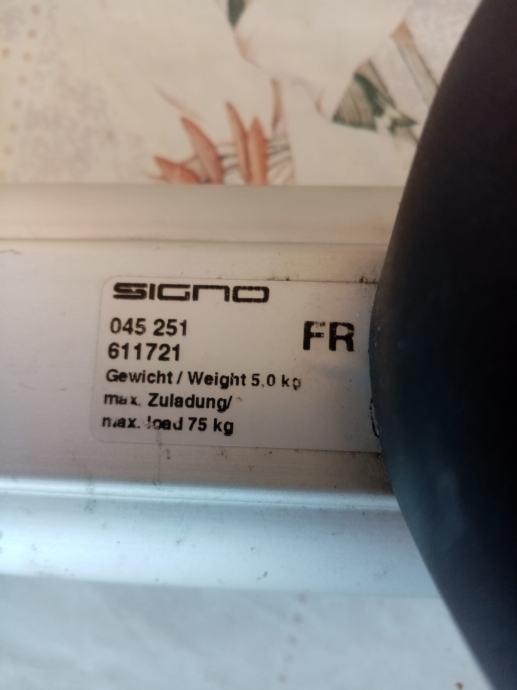 SIGNO
045 251
FR
611721
Gewicht / Weight 5,0 kg
max. Zuladung/
max. load 75 kg